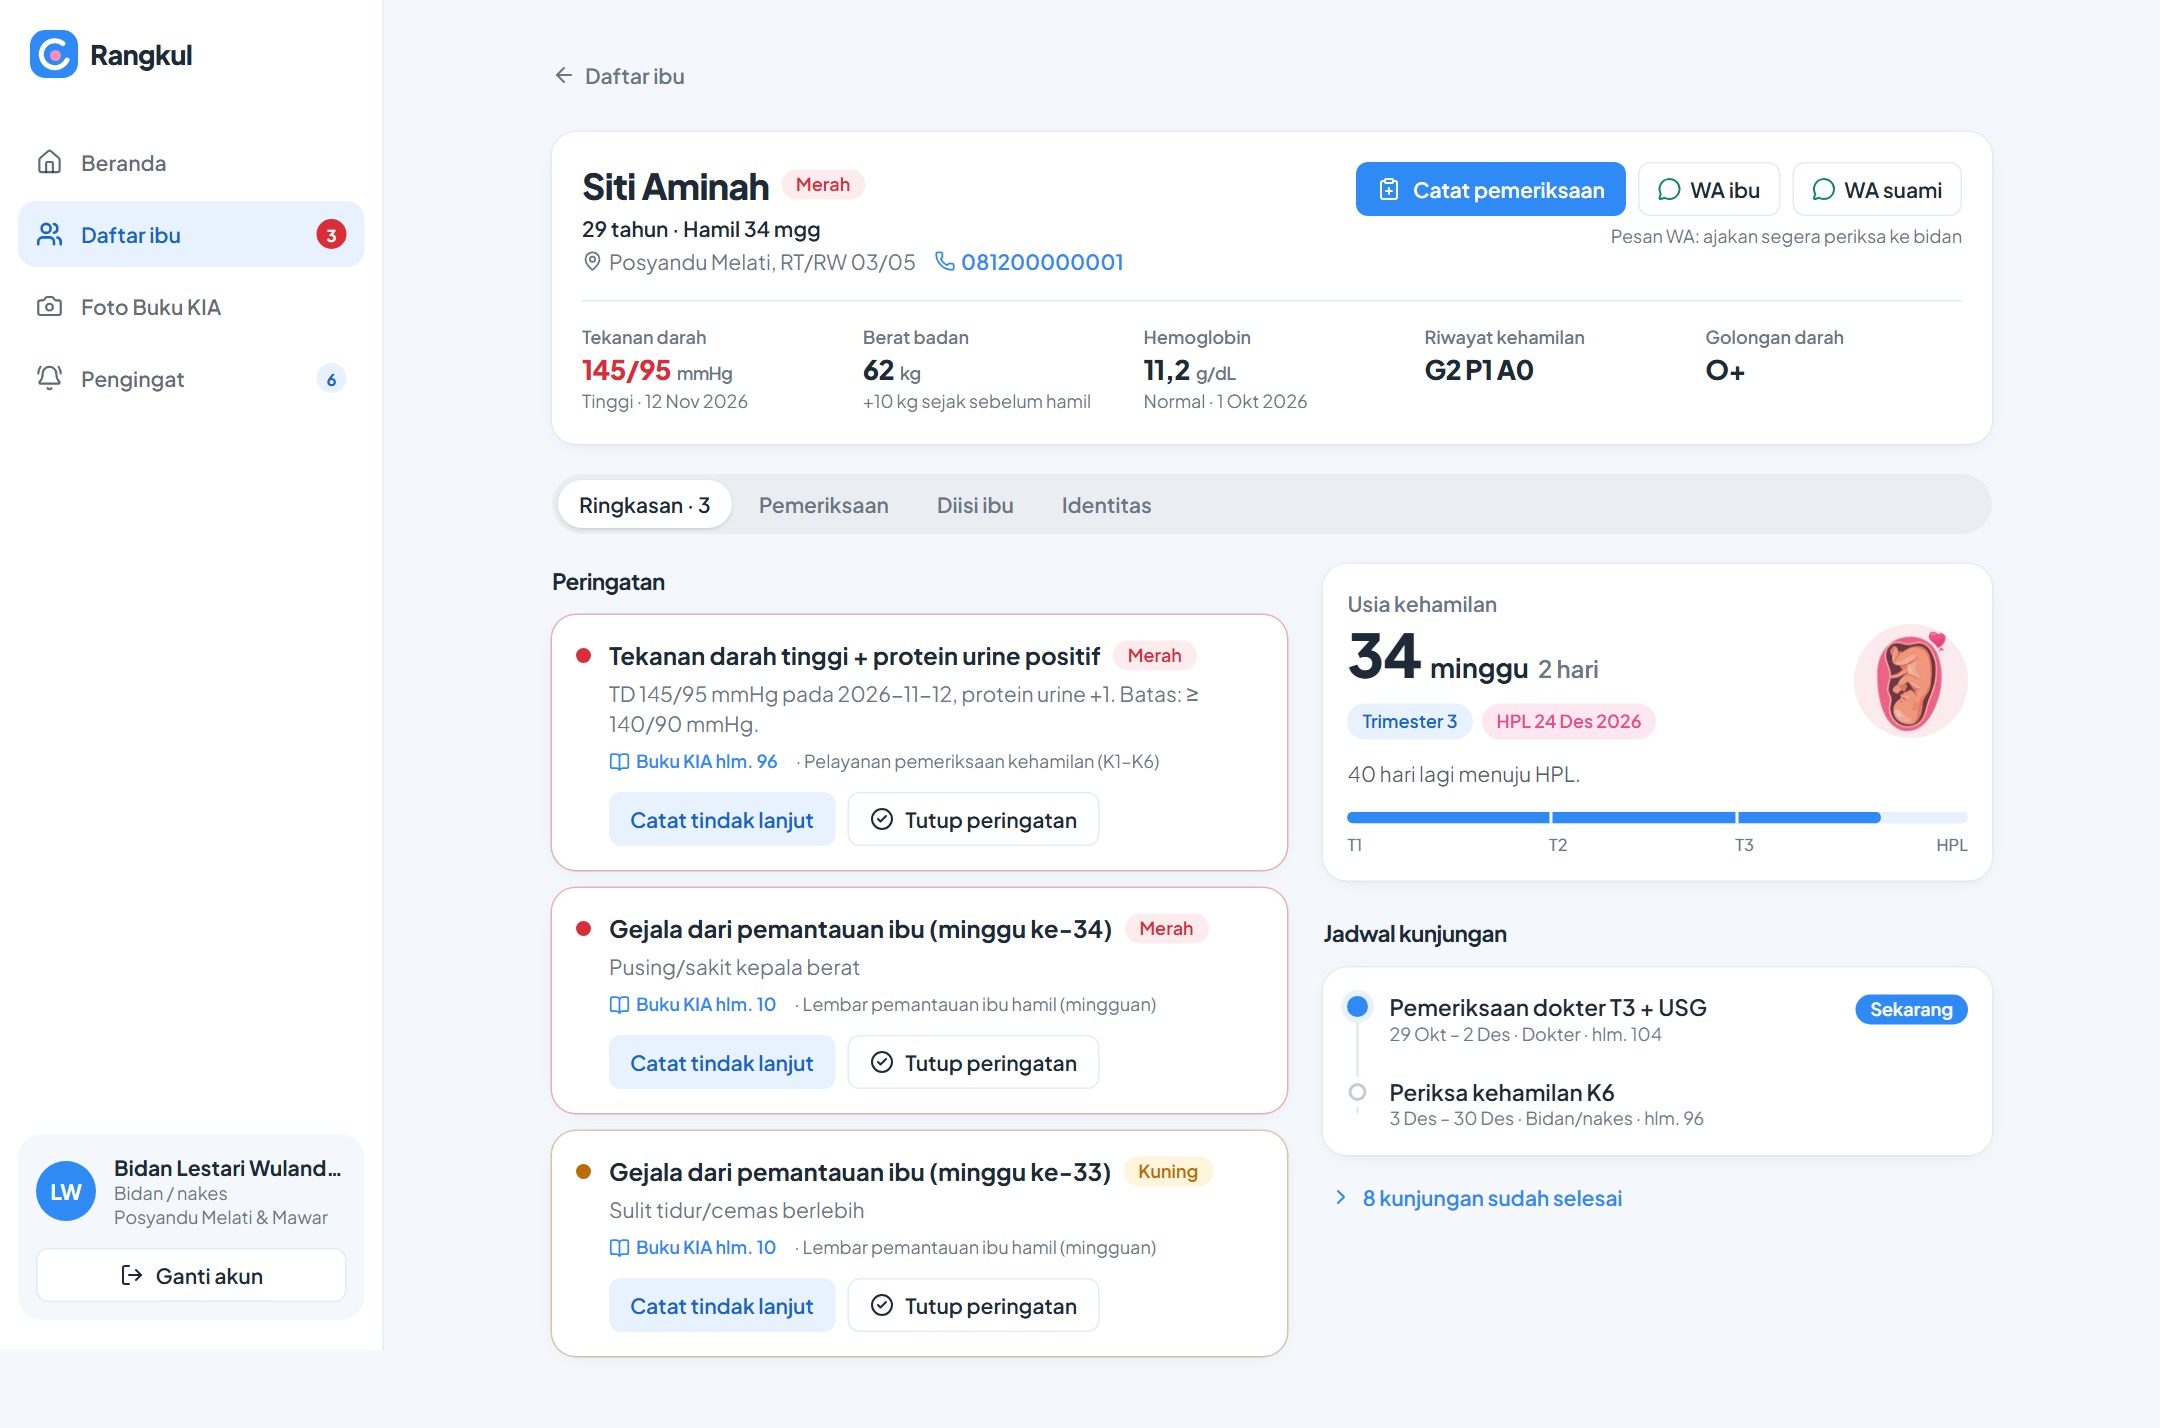 Rangkul
Beranda
Daftar ibu
3
Foto Buku KIA
Pengingat
6
LW
Bidan Lestari Wuland...
Bidan / nakes
Posyandu Melati & Mawar
Ganti akun
Daftar ibu
Siti Aminah
Merah
29 tahun · Hamil 34 mgg
Posyandu Melati, RT/RW 03/05
081200000001
Catat pemeriksaan
WA ibu
WA suami
Pesan WA: ajakan segera periksa ke bidan
Tekanan darah
145/95 mmHg
Tinggi · 12 Nov 2026
Berat badan
62 kg
+10 kg sejak sebelum hamil
Hemoglobin
11,2 g/dL
Normal · 1 Okt 2026
Riwayat kehamilan
G2 P1 A0
Golongan darah
O+
Ringkasan · 3
Pemeriksaan
Diisi ibu
Identitas
Peringatan
Tekanan darah tinggi + protein urine positif
Merah
TD 145/95 mmHg pada 2026-11-12, protein urine +1. Batas: ≥
140/90 mmHg.
Buku KIA hlm. 96 · Pelayanan pemeriksaan kehamilan (K1–K6)
Catat tindak lanjut
Tutup peringatan
Gejala dari pemantauan ibu (minggu ke-34)
Merah
Pusing/sakit kepala berat
Buku KIA hlm. 10 · Lembar pemantauan ibu hamil (mingguan)
Catat tindak lanjut
Tutup peringatan
Gejala dari pemantauan ibu (minggu ke-33)
Kuning
Sulit tidur/cemas berlebih
Buku KIA hlm. 10 · Lembar pemantauan ibu hamil (mingguan)
Catat tindak lanjut
Tutup peringatan
Usia kehamilan
34 minggu 2 hari
Trimester 3
HPL 24 Des 2026
40 hari lagi menuju HPL.
T1
T2
T3
HPL
Jadwal kunjungan
Pemeriksaan dokter T3 + USG
Sekarang
29 Okt – 2 Des · Dokter · hlm. 104
Periksa kehamilan K6
3 Des – 30 Des · Bidan/nakes · hlm. 96
8 kunjungan sudah selesai